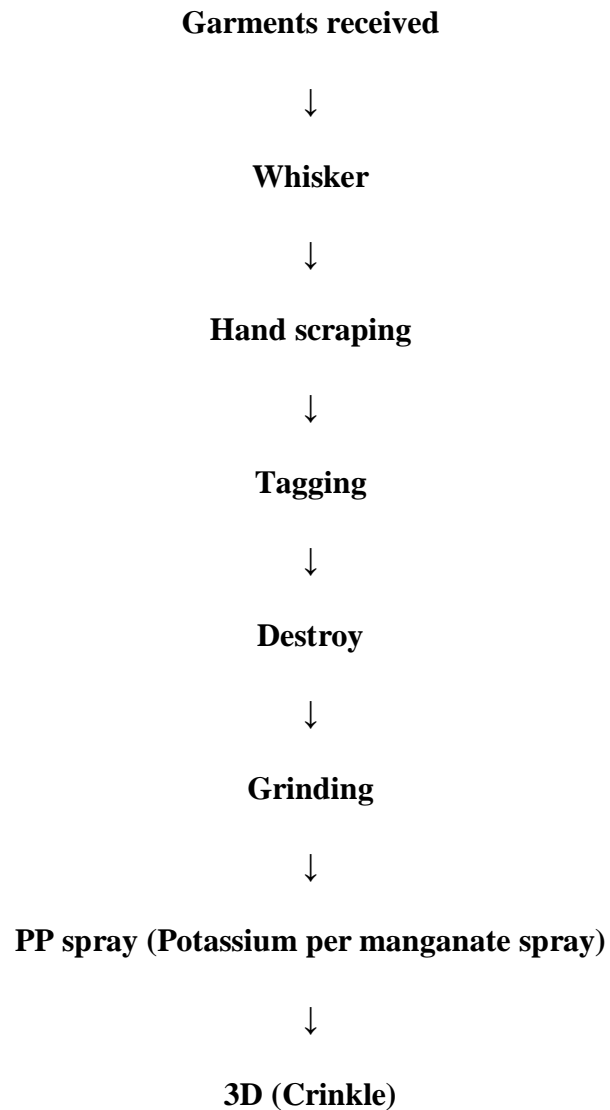 Garments received
↓
Whisker
↓
Hand scraping
↓
Tagging
↓
Destroy
↓
Grinding
↓
PP spray (Potassium per manganate spray)
↓
3D (Crinkle)